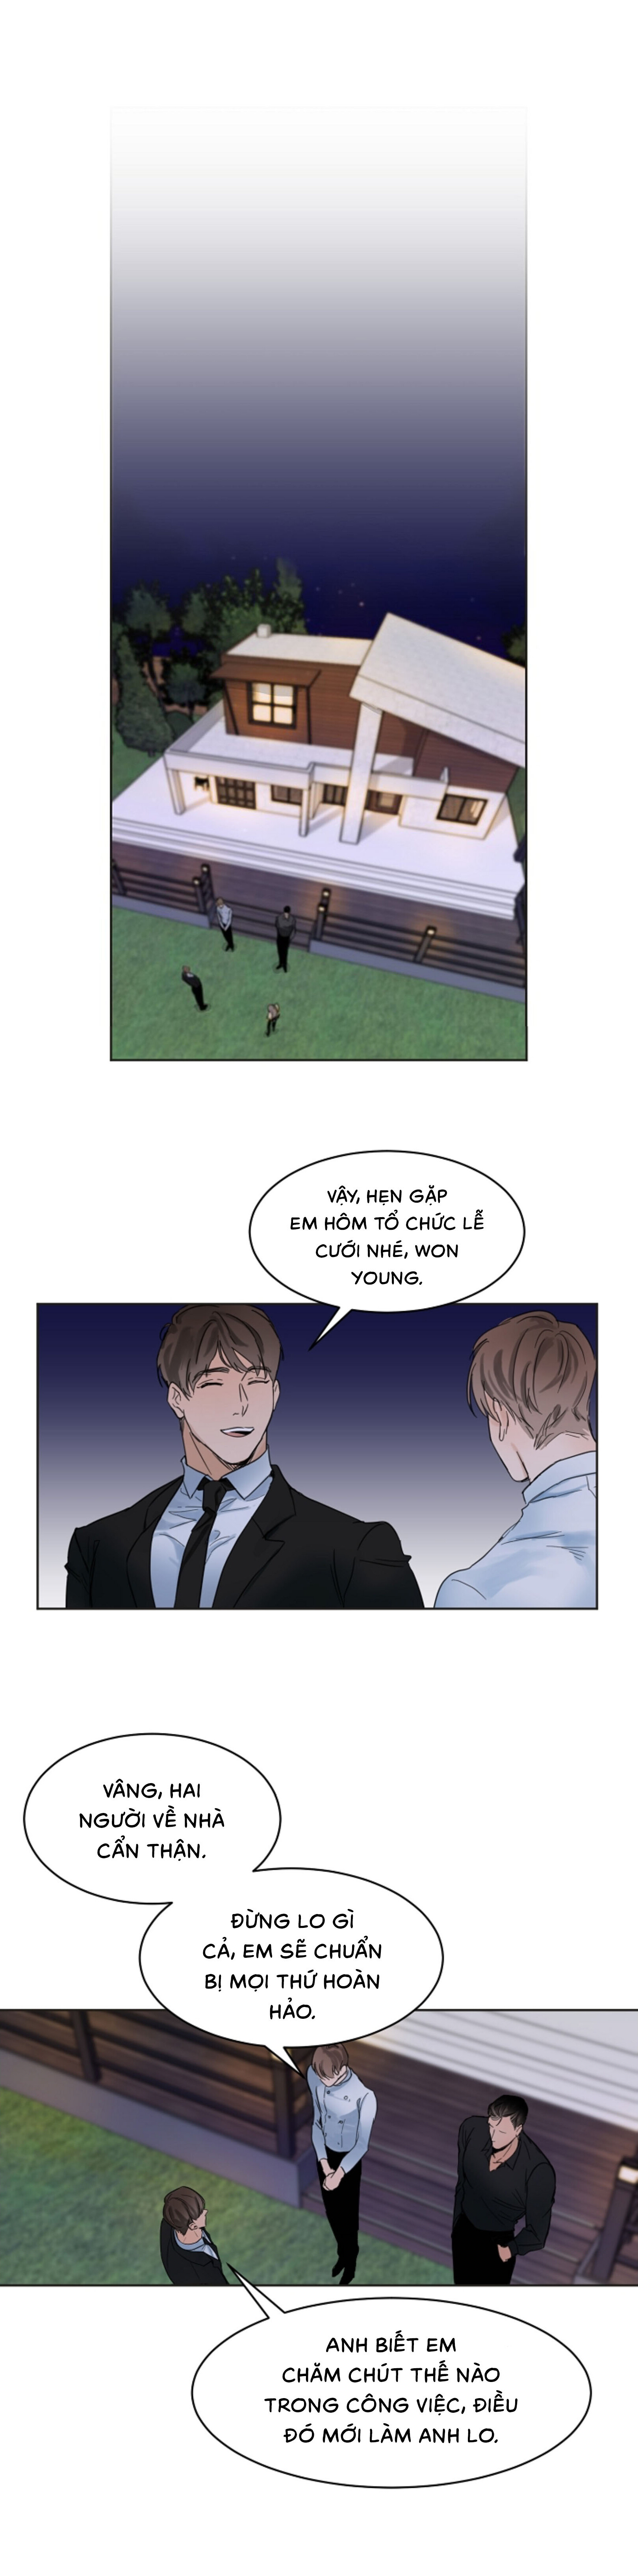 VẬY, HẸN GẶP
EM HÔM TỔ CHỨC LỄ
CƯỚI NHÉ, WON
YOUNG.
VÂNG, HAI
NGƯỜI VỀ NHÀ
CẨN THẬN.
ĐỪNG LO GÌ
CẢ, EM SẼ CHUẨN
BỊ MỌI THỨ HOÀN
HẢO.
ANH BIẾT EM
CHĂM CHÚT THẾ NÀO
TRONG CÔNG VIỆC, ĐIỀU
ĐÓ MỚI LÀM ANH LO.